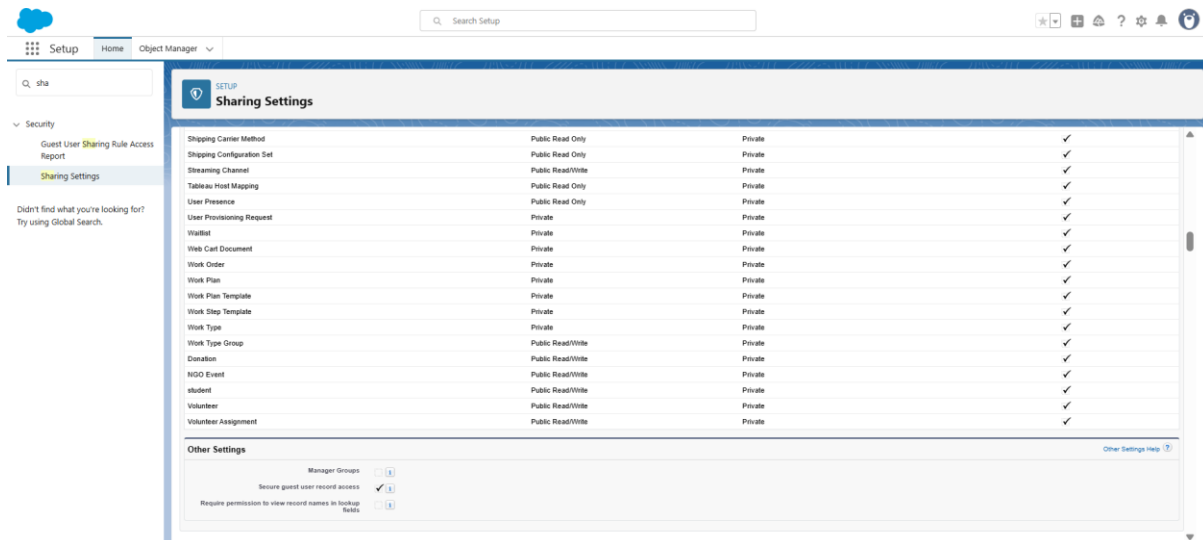 Search Setup
Setup
Home
Object Manager
sha
Security
Guest User Sharing Rule Access
Report
Sharing Settings
Didn't find what you're looking for?
Try using Global Search.
SETUP
Sharing Settings
Shipping Carrier Method Public Read Only Private
Shipping Configuration Set Public Read Only Private
Streaming Channel Public Read/Write Private
Tableau Host Mapping Public Read Only Private
User Presence Public Read Only Private
User Provisioning Request Private Private
Waitlist Private Private
Web Cart Document Private Private
Work Order Private Private
Work Plan Private Private
Work Plan Template Private Private
Work Step Template Private Private
Work Type Private Private
Work Type Group Public Read/Write Private
Donation Public Read/Write Private
NGO Event Public Read/Write Private
student Public Read/Write Private
Volunteer Public Read/Write Private
Volunteer Assignment Public Read/Write Private
Other Settings Other Settings Help ?
Manager Groups i
Secure guest user record access i
Require permission to view record names in lookup
fields i